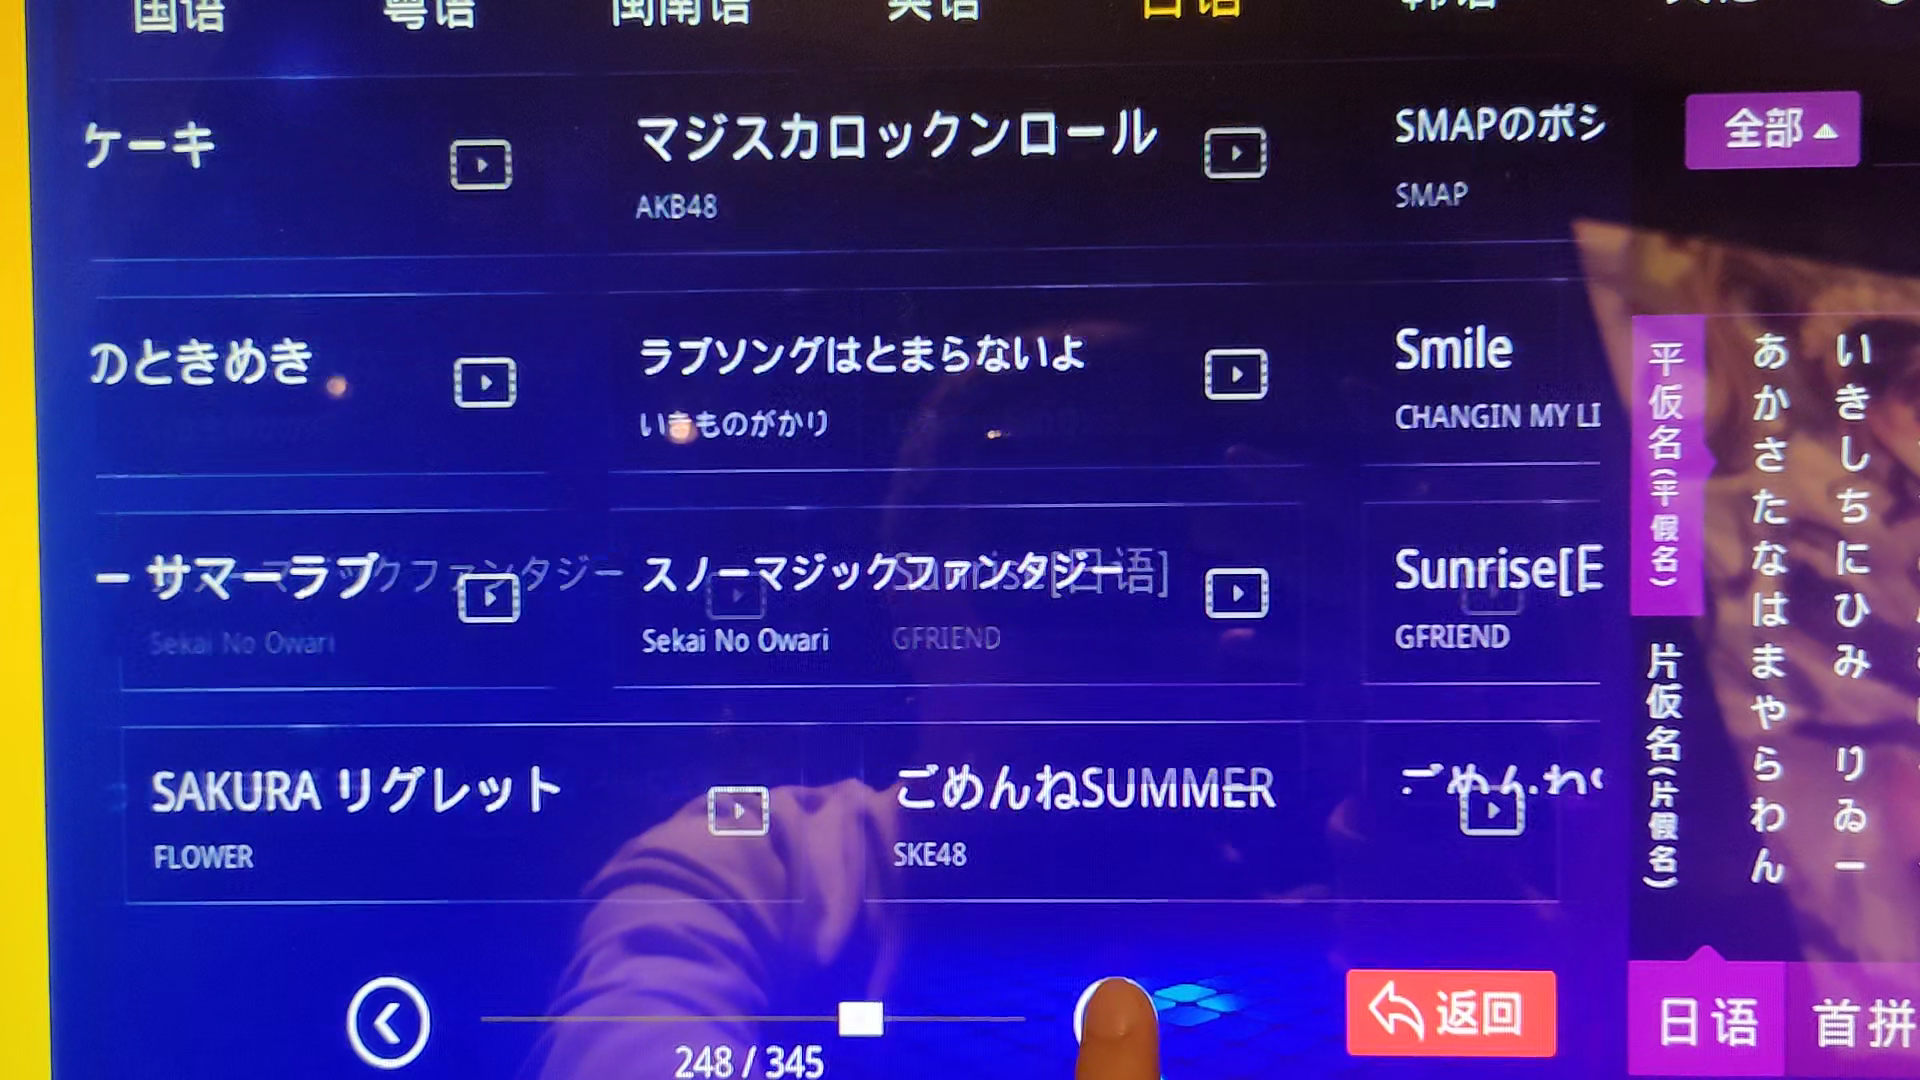 国语 粤语 闽南语 英语 日语 韩语
ケーキ
マジスカロックンロール
AKB48
SMAPのポシ
SMAP
全部
のときめき
ラブソングはとまらないよ
いきものがかり
Smile
CHANGIN MY LI
ーサマーラブ
スノーマジックファンタジー
Sekai No Owari
Sekai No Owari
Sunrise[日语]
GFRIEND
Sunrise[日
GFRIEND
SAKURA リグレット
FLOWER
ごめんねSUMMER
SKE48
ごめんね
平仮名(平假名)
片仮名(片假名)
あかさたなはまやらわん
いきしちにひみ りゐー
248 / 345
返回
日语
首拼